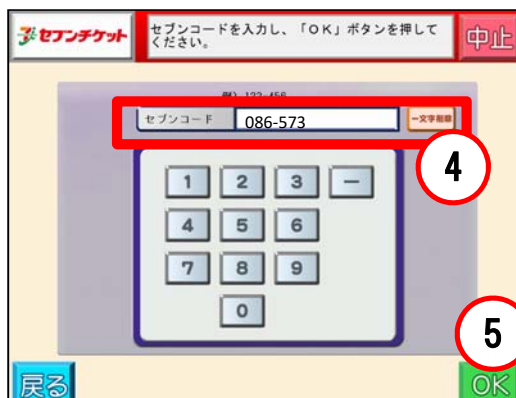 セブンチケット
セブンコードを入力し、「OK」ボタンを押して
ください。
中止
例) 123-456
セブンコード 086-573 一文字削除
4
1 2 3 －
4 5 6
7 8 9
0
5
戻る
OK